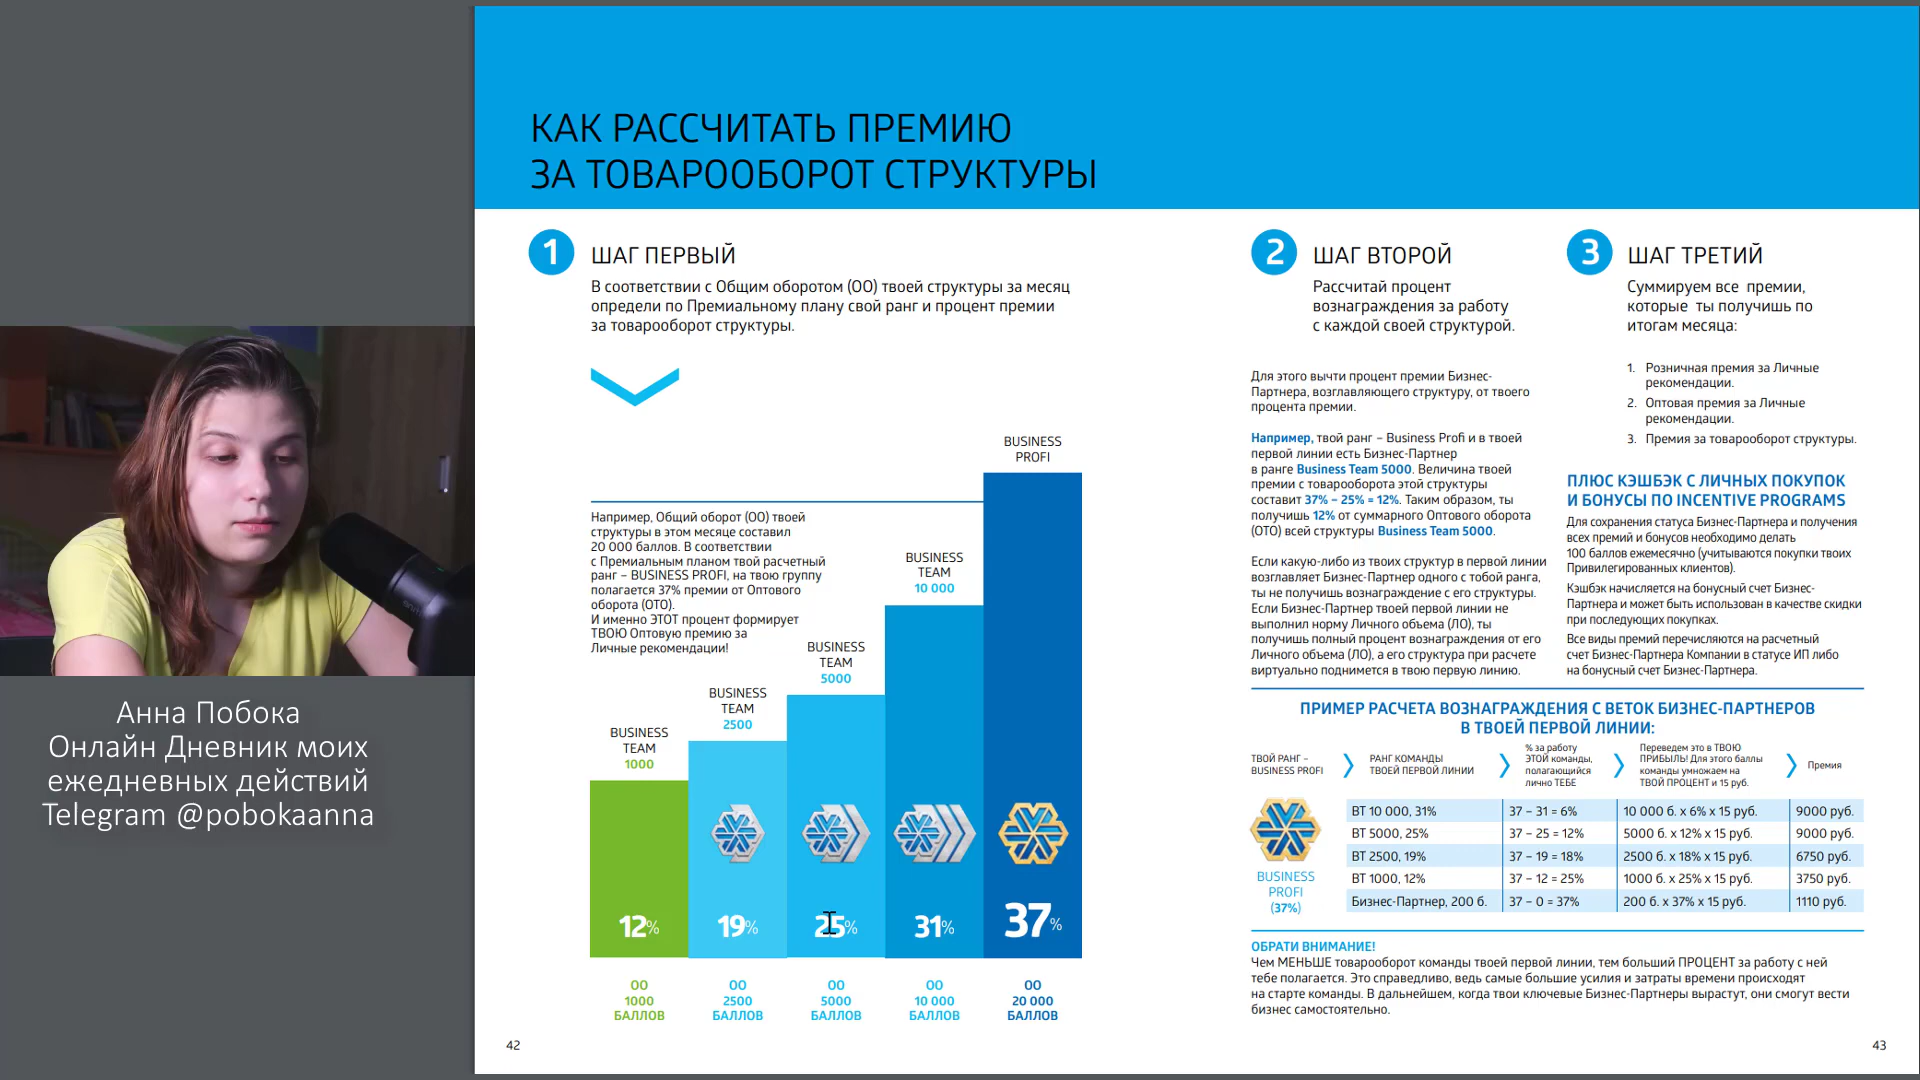 КАК РАССЧИТАТЬ ПРЕМИЮ
ЗА ТОВАРООБОРОТ СТРУКТУРЫ
1
ШАГ ПЕРВЫЙ
В соответствии с Общим оборотом (ОО) твоей структуры за месяц
определи по Премиальному плану свой ранг и процент премии
за товарооборот структуры.
Например, Общий оборот (ОО) твоей
структуры в этом месяце составил
20 000 баллов. В соответствии
с Премиальным планом твой расчетный
ранг – BUSINESS PROFI, на твою группу
полагается 37% премии от Оптового
оборота (ОТО).
И именно ЭТОТ процент формирует
ТВОЮ Оптовую премию за
Личные рекомендации!
BUSINESS
TEAM
1000
BUSINESS
TEAM
2500
BUSINESS
TEAM
5000
BUSINESS
TEAM
10 000
BUSINESS
PROFI
12%
19%
25%
31%
37%
ОО
1000
БАЛЛОВ
ОО
2500
БАЛЛОВ
ОО
5000
БАЛЛОВ
ОО
10 000
БАЛЛОВ
ОО
20 000
БАЛЛОВ
42
2
ШАГ ВТОРОЙ
Рассчитай процент
вознаграждения за работу
с каждой своей структурой.
Для этого вычти процент премии Бизнес-
Партнера, возглавляющего структуру, от твоего
процента премии.
Например, твой ранг – Business Profi и в твоей
первой линии есть Бизнес-Партнер
в ранге Business Team 5000. Величина твоей
премии с товарооборота этой структуры
составит 37% – 25% = 12%. Таким образом, ты
получишь 12% от суммарного Оптового оборота
(ОТО) всей структуры Business Team 5000.
Если какую-либо из твоих структур в первой линии
возглавляет Бизнес-Партнер одного с тобой ранга,
ты не получишь вознаграждение с его структуры.
Если Бизнес-Партнер твоей первой линии не
выполнил норму Личного объема (ЛО), ты
получишь полный процент вознаграждения от его
Личного объема (ЛО), а его структура при расчете
виртуально поднимется в твою первую линию.
3
ШАГ ТРЕТИЙ
Суммируем все премии,
которые ты получишь по
итогам месяца:
1. Розничная премия за Личные
рекомендации.
2. Оптовая премия за Личные
рекомендации.
3. Премия за товарооборот структуры.
ПЛЮС КЭШБЭК С ЛИЧНЫХ ПОКУПОК
И БОНУСЫ ПО INCENTIVE PROGRAMS
Для сохранения статуса Бизнес-Партнера и получения
всех премий и бонусов необходимо делать
100 баллов ежемесячно (учитываются покупки твоих
Привилегированных клиентов).
Кэшбэк начисляется на бонусный счет Бизнес-
Партнера и может быть использован в качестве скидки
при последующих покупках.
Все виды премий перечисляются на расчетный
счет Бизнес-Партнера Компании в статусе ИП либо
на бонусный счет Бизнес-Партнера.
ПРИМЕР РАСЧЕТА ВОЗНАГРАЖДЕНИЯ С ВЕТОК БИЗНЕС-ПАРТНЕРОВ
В ТВОЕЙ ПЕРВОЙ ЛИНИИ:
ТВОЙ РАНГ –
BUSINESS PROFI
РАНГ КОМАНДЫ
ТВОЕЙ ПЕРВОЙ ЛИНИИ
% за работу
ЭТОЙ команды,
полагающийся
лично ТЕБЕ
Переведем это в ТВОЮ
ПРИБЫЛЬ! Для этого баллы
команды умножаем на
ТВОЙ ПРОЦЕНТ и 15 руб.
Премия
BUSINESS
PROFI
(37%)
BT 10 000, 31% 37 – 31 = 6% 10 000 б. x 6% x 15 руб. 9000 руб.
BT 5000, 25% 37 – 25 = 12% 5000 б. x 12% x 15 руб. 9000 руб.
BT 2500, 19% 37 – 19 = 18% 2500 б. x 18% x 15 руб. 6750 руб.
BT 1000, 12% 37 – 12 = 25% 1000 б. x 25% x 15 руб. 3750 руб.
Бизнес-Партнер, 200 б. 37 – 0 = 37% 200 б. x 37% x 15 руб. 1110 руб.
ОБРАТИ ВНИМАНИЕ!
Чем МЕНЬШЕ товарооборот команды твоей первой линии, тем больший ПРОЦЕНТ за работу с ней
тебе полагается. Это справедливо, ведь самые большие усилия и затраты времени происходят
на старте команды. В дальнейшем, когда твои ключевые Бизнес-Партнеры вырастут, они смогут вести
бизнес самостоятельно.
43
Анна Побока
Онлайн Дневник моих
ежедневных действий
Telegram @pobokaanna